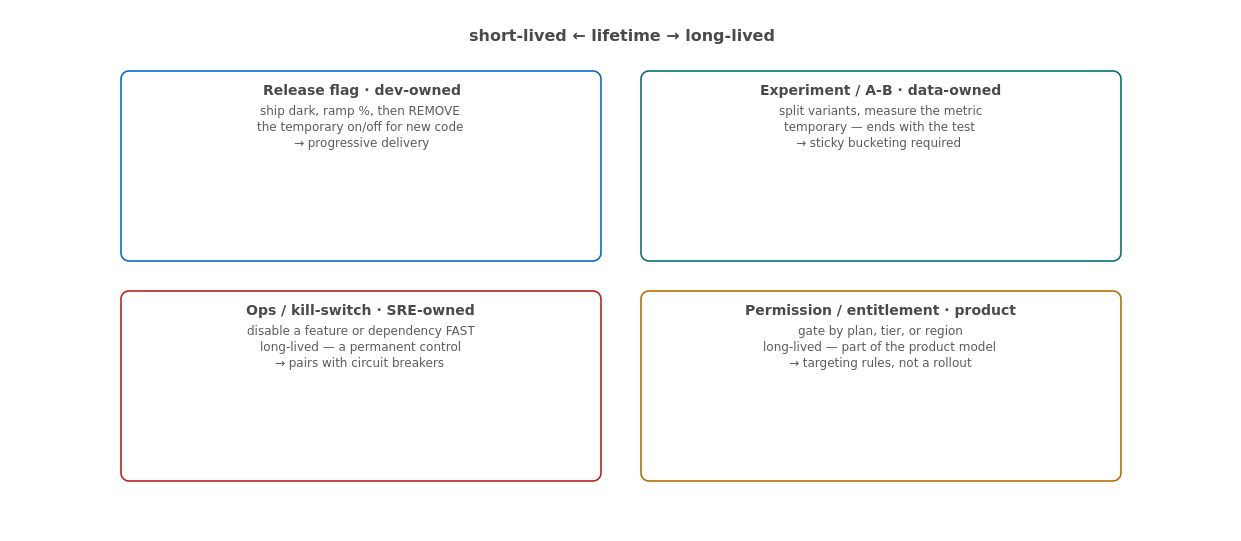 short-lived ← lifetime → long-lived
Release flag · dev-owned
ship dark, ramp %, then REMOVE
the temporary on/off for new code
→ progressive delivery
Experiment / A-B · data-owned
split variants, measure the metric
temporary — ends with the test
→ sticky bucketing required
Ops / kill-switch · SRE-owned
disable a feature or dependency FAST
long-lived — a permanent control
→ pairs with circuit breakers
Permission / entitlement · product
gate by plan, tier, or region
long-lived — part of the product model
→ targeting rules, not a rollout